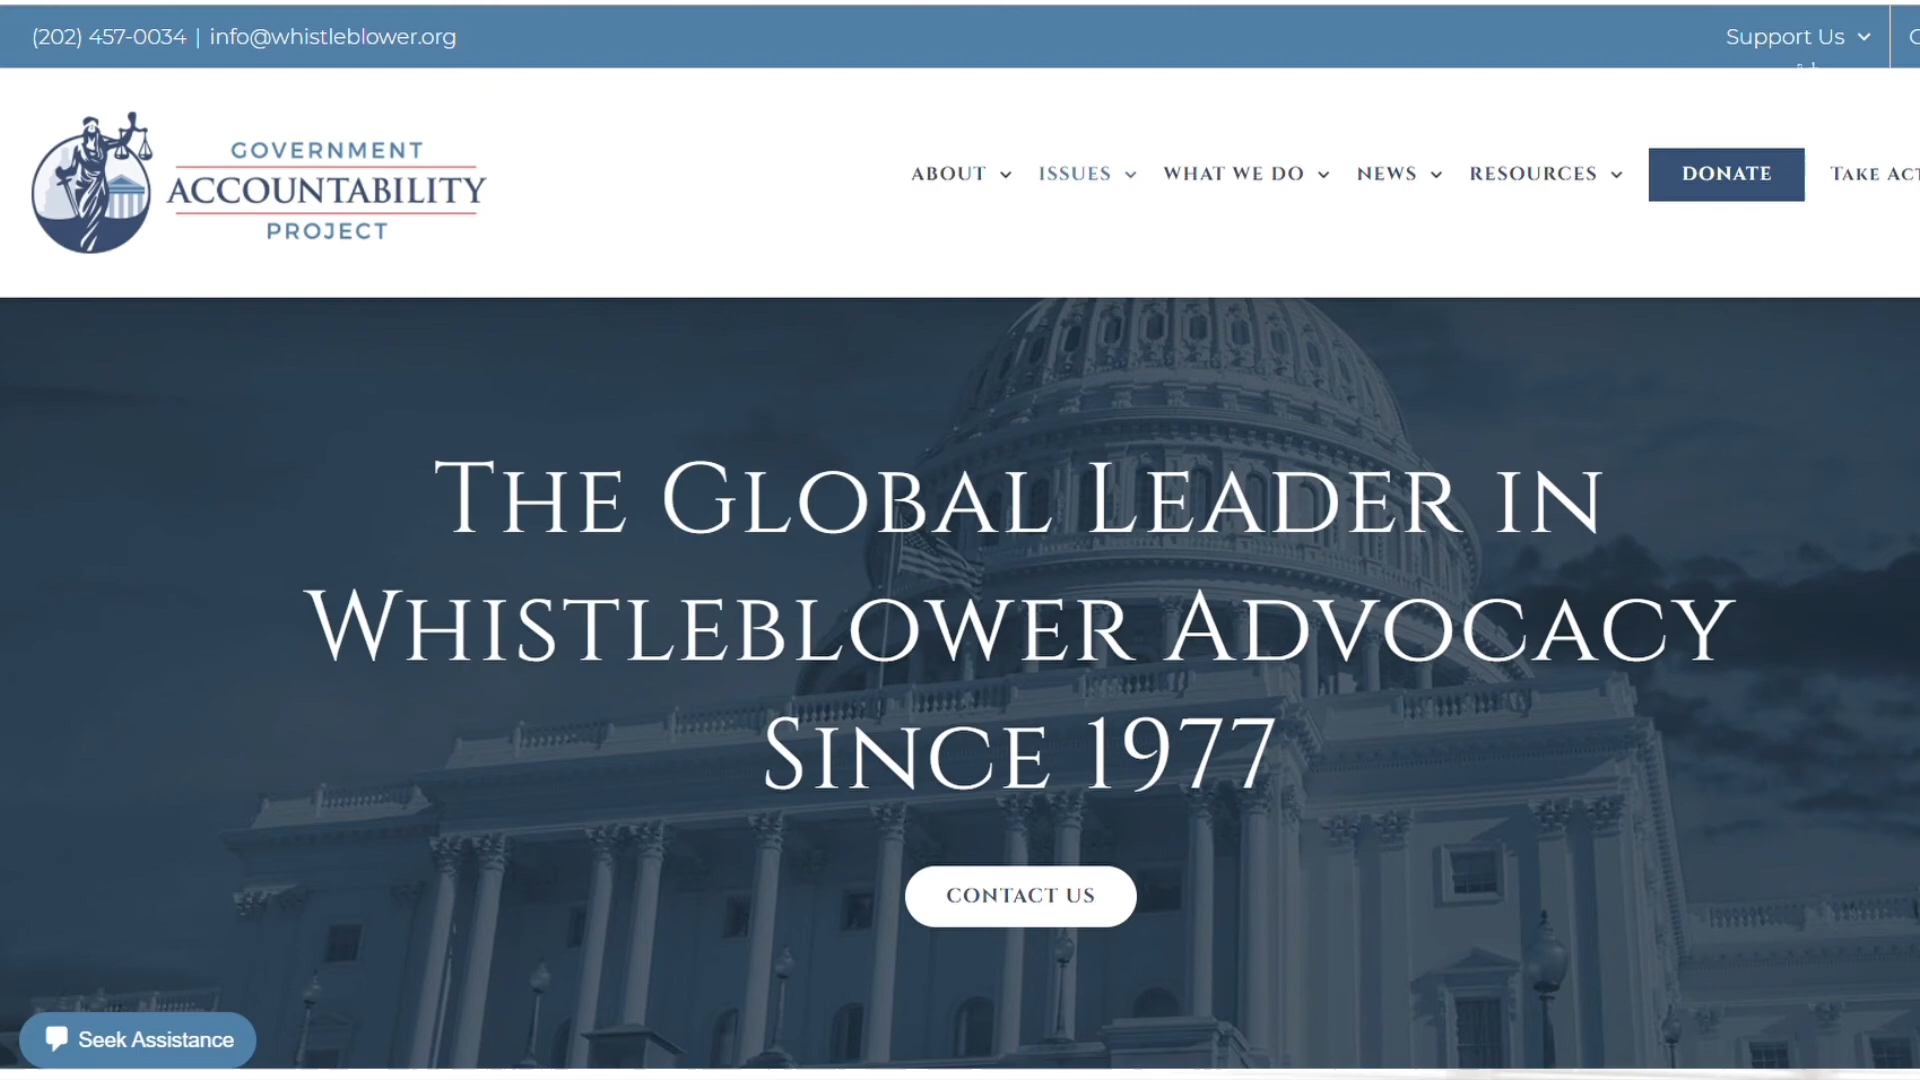 (202) 457-0034 | info@whistleblower.org
Support Us
GOVERNMENT
ACCOUNTABILITY
PROJECT
ABOUT ISSUES WHAT WE DO NEWS RESOURCES DONATE TAKE
THE GLOBAL LEADER IN
WHISTLEBLOWER ADVOCACY
SINCE 1977
CONTACT US
Seek Assistance